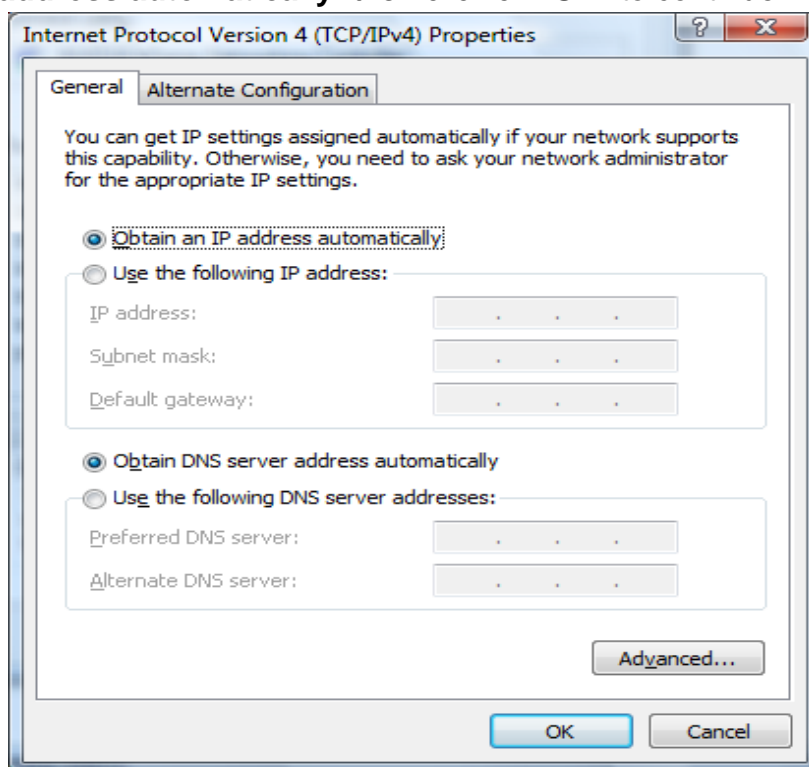 Internet Protocol Version 4 (TCP/IPv4) Properties
General
Alternate Configuration
You can get IP settings assigned automatically if your network supports
this capability. Otherwise, you need to ask your network administrator
for the appropriate IP settings.
Obtain an IP address automatically
Use the following IP address:
IP address:
Subnet mask:
Default gateway:
Obtain DNS server address automatically
Use the following DNS server addresses:
Preferred DNS server:
Alternate DNS server:
Advanced...
OK
Cancel